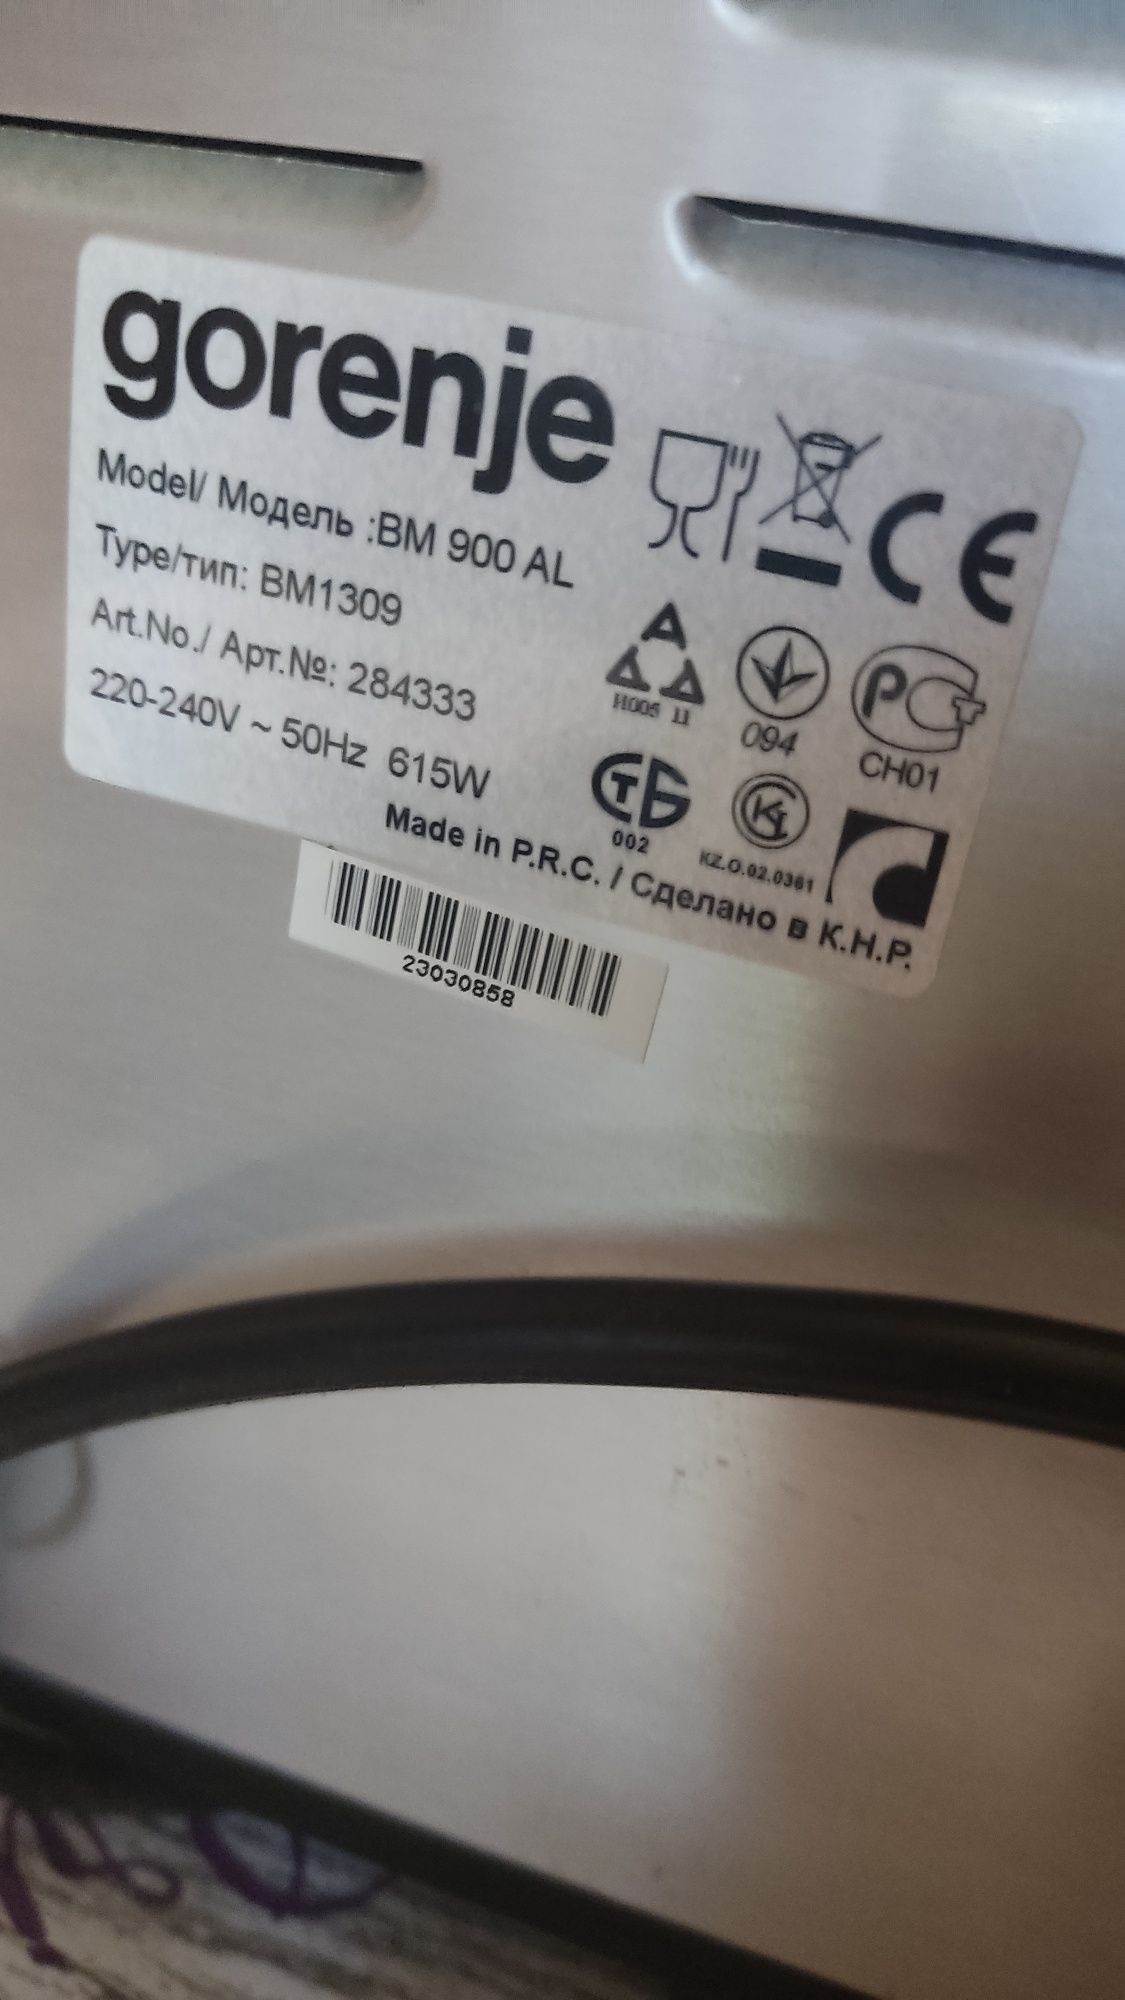 gorenje
Model/ Модель :BM 900 AL
Type/тип: BM1309
Art.No./ Арт.№: 284333
220-240V ~ 50Hz 615W
CE
094
CH01
002
KZ.O.02.0361
Made in P.R.C. / Сделано в К.Н.Р.
23030858